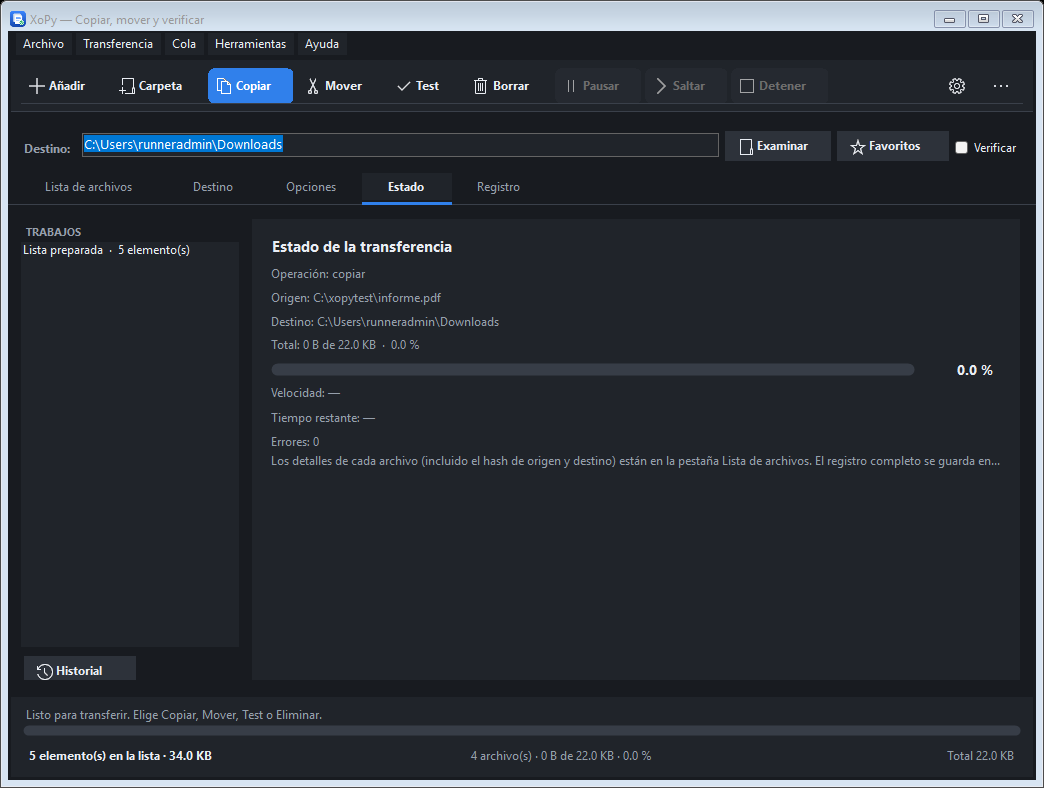 XoPy — Copiar, mover y verificar
Archivo Transferencia Cola Herramientas Ayuda
Añadir Carpeta Copiar Mover Test Borrar Pausar Saltar Detener ...
Destino: C:\Users\runneradmin\Downloads Examinar Favoritos Verificar
Lista de archivos Destino Opciones Estado Registro
TRABAJOS
Lista preparada · 5 elemento(s)
Estado de la transferencia
Operación: copiar
Origen: C:\xopytest\informe.pdf
Destino: C:\Users\runneradmin\Downloads
Total: 0 B de 22.0 KB · 0.0 %
0.0 %
Velocidad: —
Tiempo restante: —
Errores: 0
Los detalles de cada archivo (incluido el hash de origen y destino) están en la pestaña Lista de archivos. El registro completo se guarda en...
Historial
Listo para transferir. Elige Copiar, Mover, Test o Eliminar.
5 elemento(s) en la lista · 34.0 KB 4 archivo(s) · 0 B de 22.0 KB · 0.0 % Total 22.0 KB